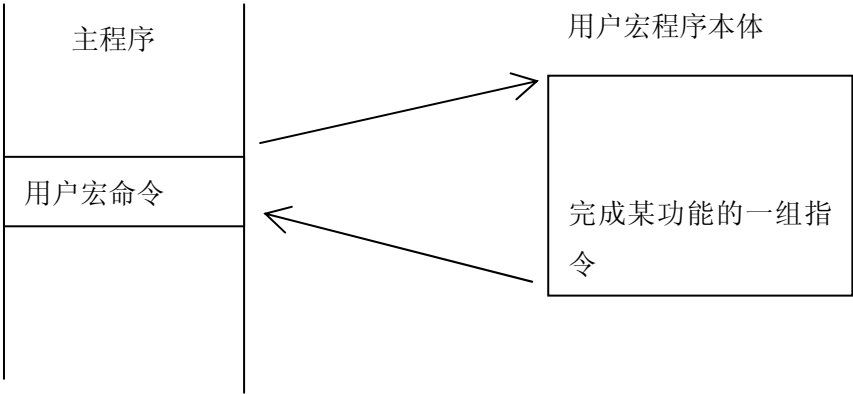 主程序
用户宏程序本体
用户宏命令
完成某功能的一组指
令